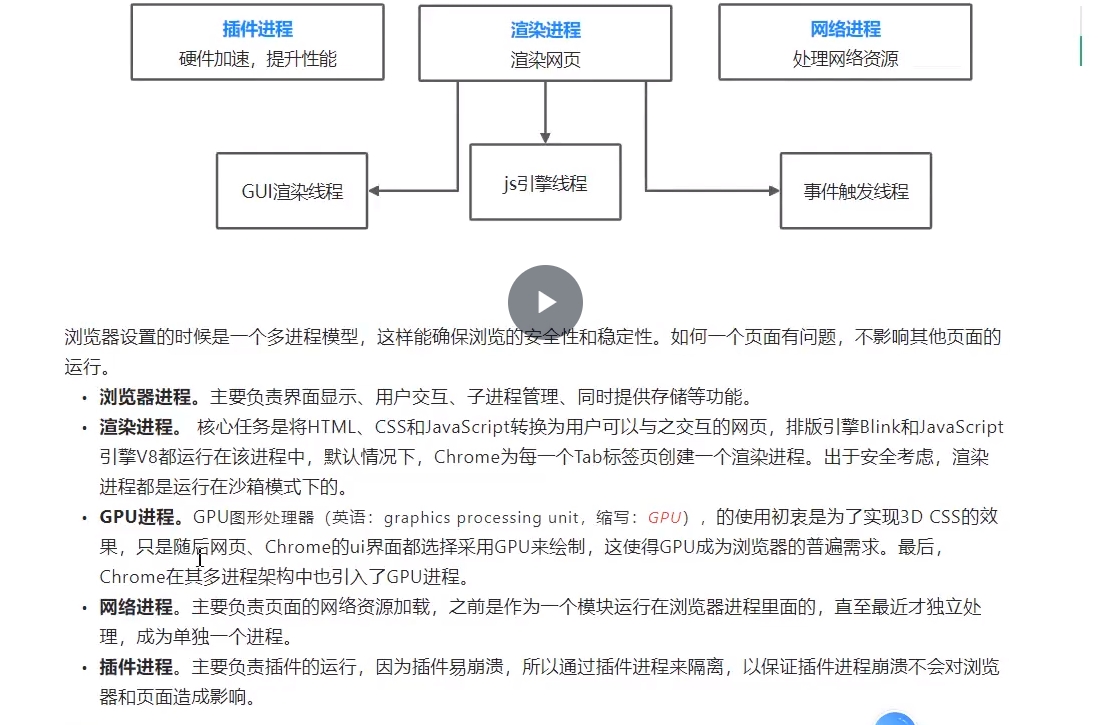 插件进程
硬件加速，提升性能
渲染进程
渲染网页
网络进程
处理网络资源
GUI渲染线程
js引擎线程
事件触发线程
浏览器设置的时候是一个多进程模型，这样能确保浏览的安全性和稳定性。如何一个页面有问题，不影响其他页面的
运行。
• 浏览器进程。主要负责界面显示、用户交互、子进程管理、同时提供存储等功能。
• 渲染进程。 核心任务是将HTML、CSS和JavaScript转换为用户可以与之交互的网页，排版引擎Blink和JavaScript
引擎V8都运行在该进程中，默认情况下，Chrome为每一个Tab标签页创建一个渲染进程。出于安全考虑，渲染
进程都是运行在沙箱模式下的。
• GPU进程。GPU图形处理器（英语：graphics processing unit，缩写：GPU），的使用初衷是为了实现3D CSS的效
果，只是随后网页、Chrome的ui界面都选择采用GPU来绘制，这使得GPU成为浏览器的普遍需求。最后，
Chrome在其多进程架构中也引入了GPU进程。
• 网络进程。主要负责页面的网络资源加载，之前是作为一个模块运行在浏览器进程里面的，直至最近才独立处
理，成为单独一个进程。
• 插件进程。主要负责插件的运行，因为插件易崩溃，所以通过插件进程来隔离，以保证插件进程崩溃不会对浏览
器和页面造成影响。